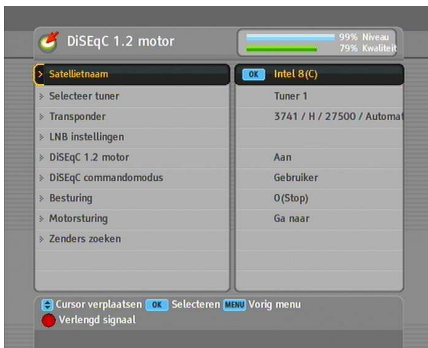 DiSEqC 1.2 motor
99% Niveau
79% Kwaliteit
Satellietnaam OK Intel 8(C)
Selecteer tuner Tuner 1
Transponder 3741 / H / 27500 / Automat
LNB instellingen
DiSEqC 1.2 motor Aan
DiSEqC commandomodus Gebruiker
Besturing 0(Stop)
Motorsturing Ga naar
Zenders zoeken
Cursor verplaatsen OK Selecteren MENU Vorig menu
Verlengd signaal